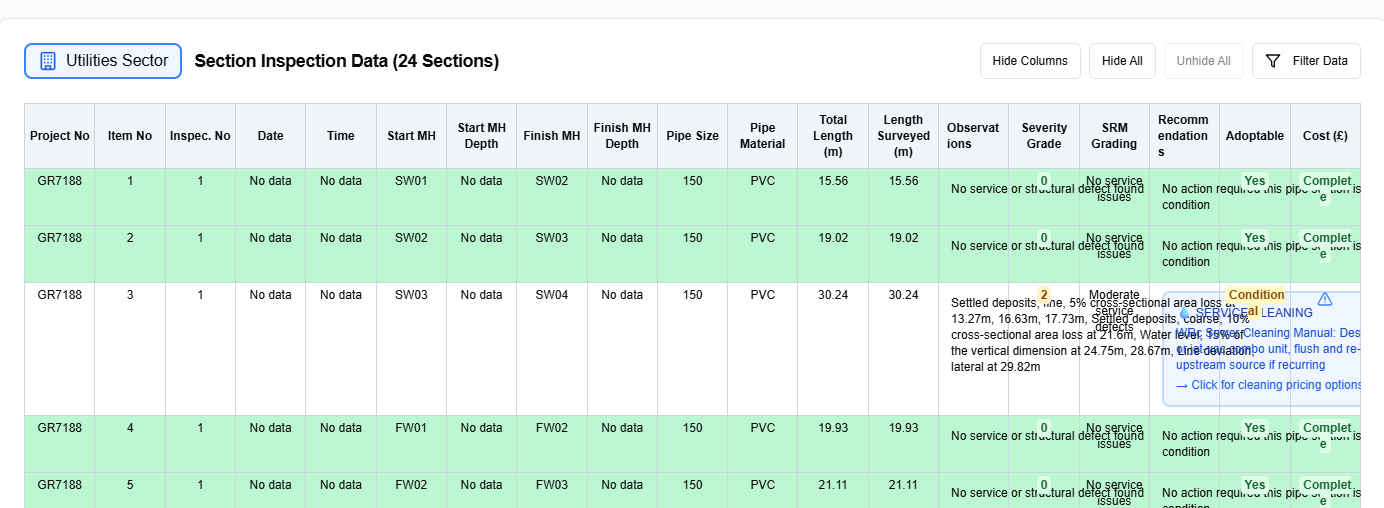 Utilities Sector
Section Inspection Data (24 Sections)
Hide Columns
Hide All
Unhide All
Filter Data
Project No
Item No
Inspec. No
Date
Time
Start MH
Start MH
Depth
Finish MH
Finish MH
Depth
Pipe Size
Pipe
Material
Total
Length
(m)
Length
Surveyed
(m)
Observat
ions
Severity
Grade
SRM
Grading
Recomm
endation
s
Adoptable
Cost (£)
GR7188
1
1
No data
No data
SW01
No data
SW02
No data
150
PVC
15.56
15.56
No service or structural defect found
0
No service
issues
No action required this pipe section is
condition
Yes
Complet
e
GR7188
2
1
No data
No data
SW02
No data
SW03
No data
150
PVC
19.02
19.02
No service or structural defect found
0
No service
issues
No action required this pipe section is
condition
Yes
Complet
e
GR7188
3
1
No data
No data
SW03
No data
SW04
No data
150
PVC
30.24
30.24
Settled deposits, fine, 5% cross-sectional area loss at
13.27m, 16.63m, 17.73m, Settled deposits, coarse, 10%
cross-sectional area loss at 21.6m, Water level, 15% of
the vertical dimension at 24.75m, 28.67m, Line deviation,
lateral at 29.82m
2
Moderate
service
defects
SERVICE CLEANING
WRc Sewer Cleaning Manual: Des
or jet-vac combo unit, flush and re-
upstream source if recurring
→ Click for cleaning pricing options
Condition
al
GR7188
4
1
No data
No data
FW01
No data
FW02
No data
150
PVC
19.93
19.93
No service or structural defect found
0
No service
issues
No action required this pipe section is
condition
Yes
Complet
e
GR7188
5
1
No data
No data
FW02
No data
FW03
No data
150
PVC
21.11
21.11
No service or structural defect found
0
No service
issues
No action required this pipe section is
condition
Yes
Complet
e